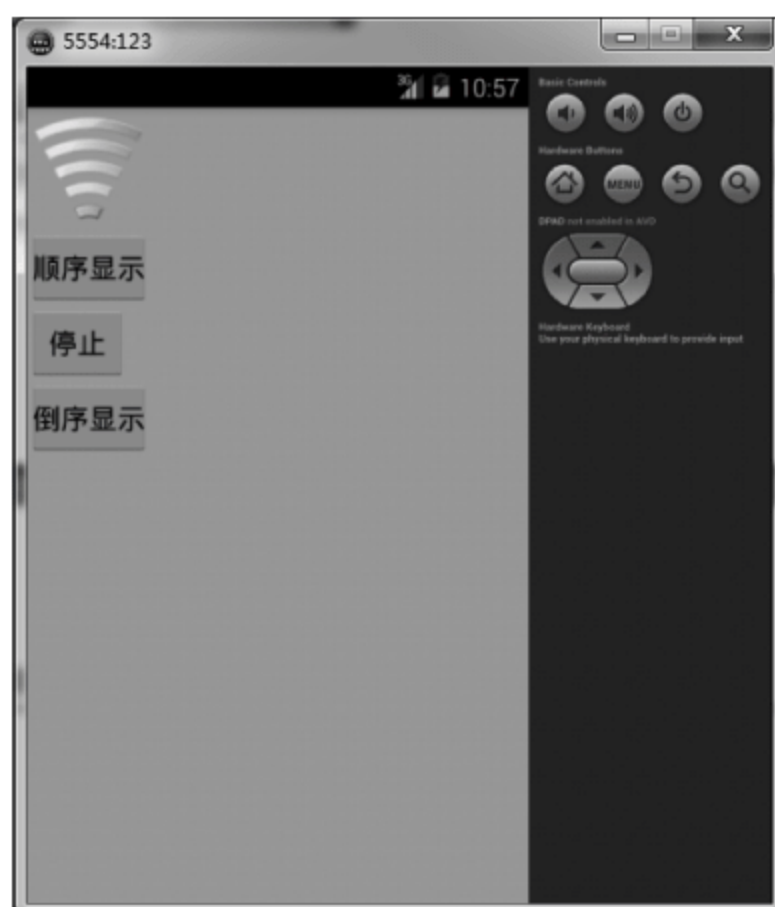 5554:123
3G 10:57
顺序显示
停止
倒序显示
Basic Controls
Hardware Buttons
MENU
DPAD not enabled in AVD
Hardware Keyboard
Use your physical keyboard to provide input